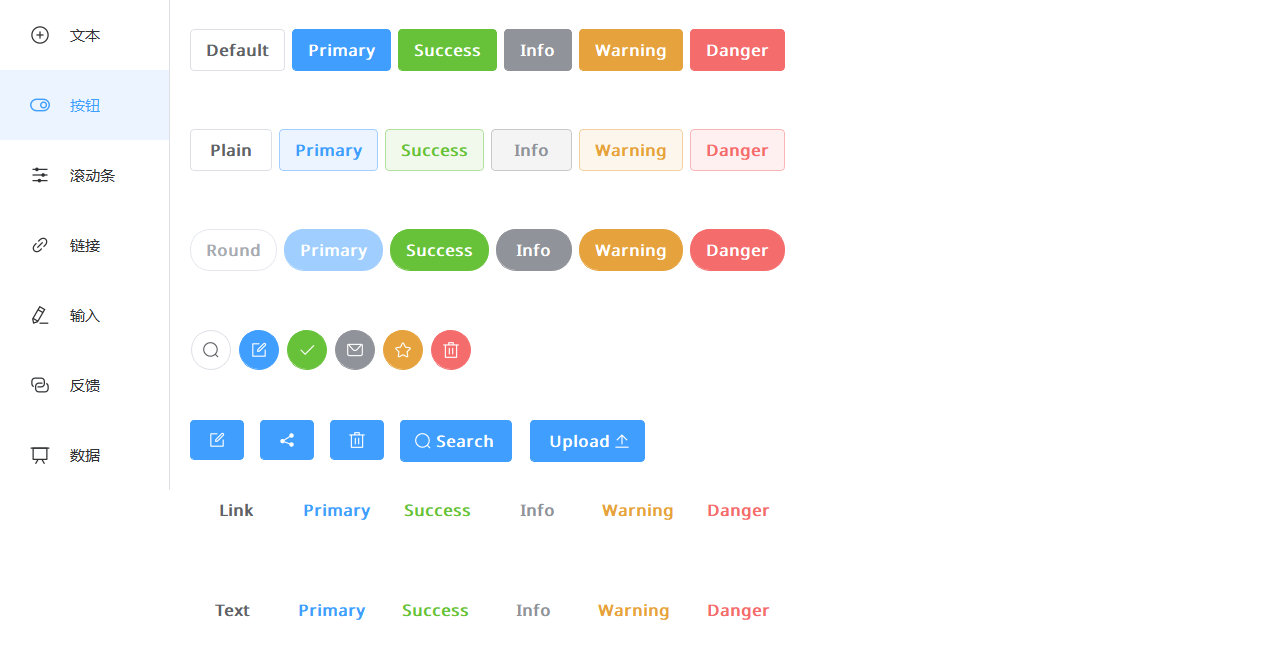 文本
按钮
滚动条
链接
输入
反馈
数据
Default Primary Success Info Warning Danger
Plain Primary Success Info Warning Danger
Round Primary Success Info Warning Danger
Search Upload
Link Primary Success Info Warning Danger
Text Primary Success Info Warning Danger